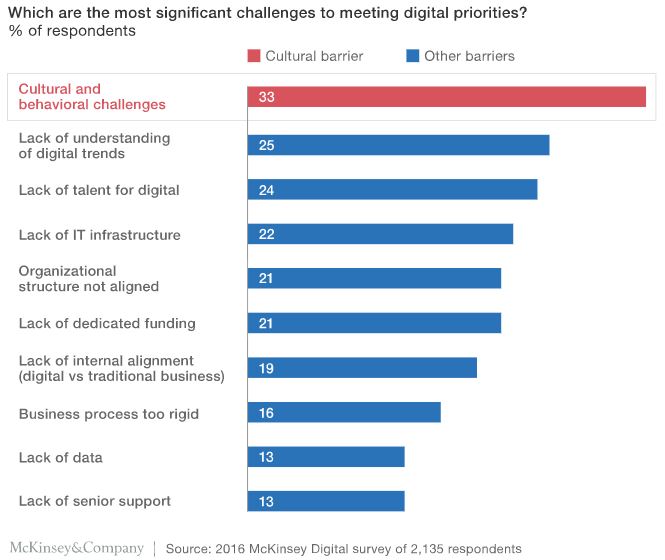 Which are the most significant challenges to meeting digital priorities?
% of respondents
Cultural barrier
Other barriers
Cultural and
behavioral challenges
33
Lack of understanding
of digital trends
25
Lack of talent for digital
24
Lack of IT infrastructure
22
Organizational
structure not aligned
21
Lack of dedicated funding
21
Lack of internal alignment
(digital vs traditional business)
19
Business process too rigid
16
Lack of data
13
Lack of senior support
13
McKinsey&Company | Source: 2016 McKinsey Digital survey of 2,135 respondents